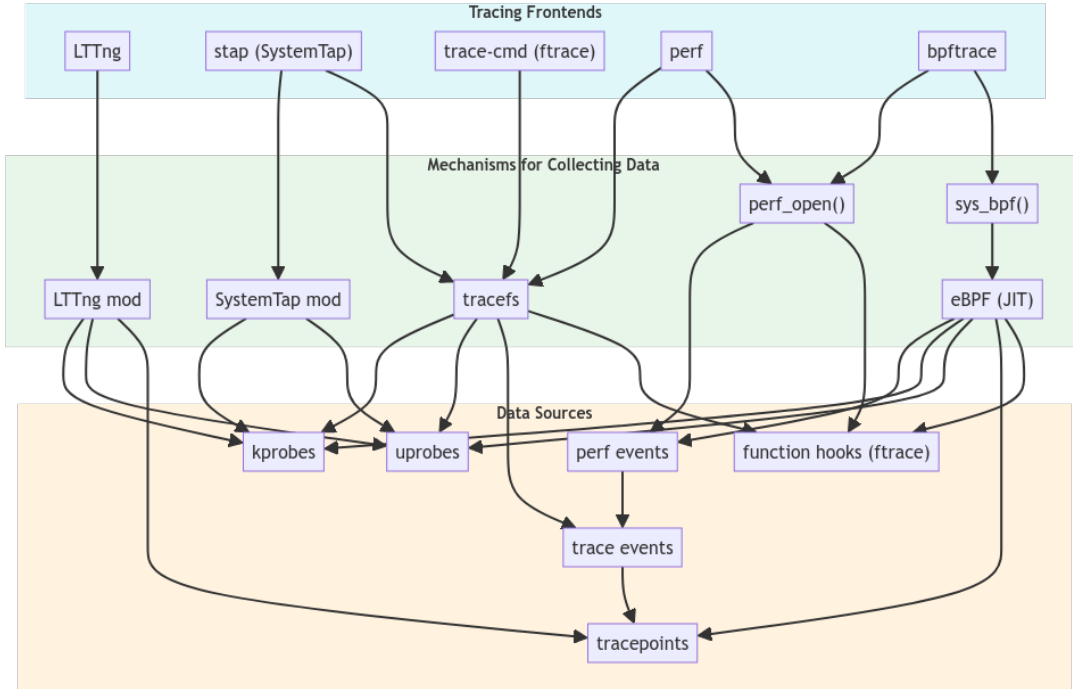 Tracing Frontends
LTTng
stap (SystemTap)
trace-cmd (ftrace)
perf
bpftrace
Mechanisms for Collecting Data
perf_open()
sys_bpf()
LTTng mod
SystemTap mod
tracefs
eBPF (JIT)
Data Sources
kprobes
uprobes
perf events
function hooks (ftrace)
trace events
tracepoints